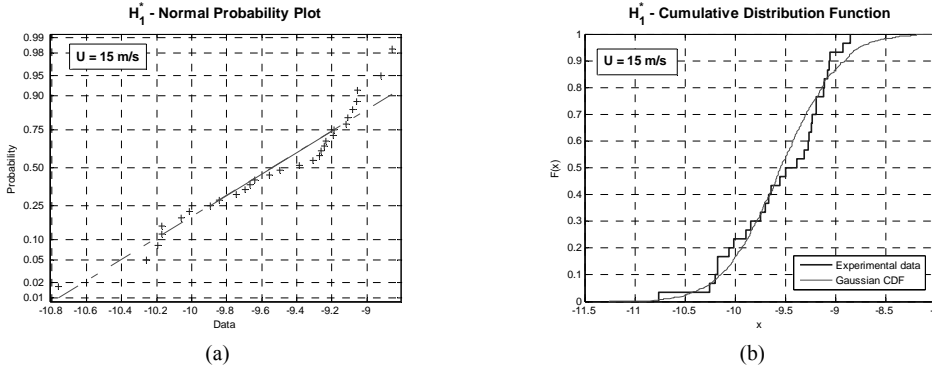 H₁* - Normal Probability Plot
U = 15 m/s
0.99
0.98
0.95
0.90
0.75
0.50
0.25
0.10
0.05
0.02
0.01
Probability
-10.8 -10.6 -10.4 -10.2 -10 -9.8 -9.6 -9.4 -9.2 -9
Data
(a)
H₁* - Cumulative Distribution Function
U = 15 m/s
1
0.9
0.8
0.7
0.6
0.5
0.4
0.3
0.2
0.1
0
F(x)
Experimental data
Gaussian CDF
-11.5 -11 -10.5 -10 -9.5 -9 -8.5
x
(b)